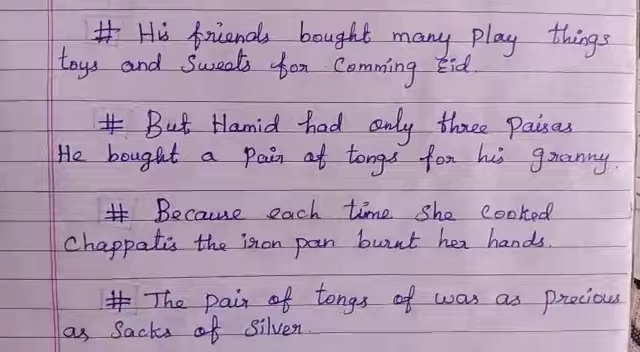 # His friends bought many Play things
toys and Sweets for Comming Eid.
# But Hamid had only three Paisas
He bought a Pair of tongs for his granny.
# Because each time She Cooked
Chappatis the iron pan burnt her hands.
# The pair of tongs of was as Precious
as Sacks of Silver.